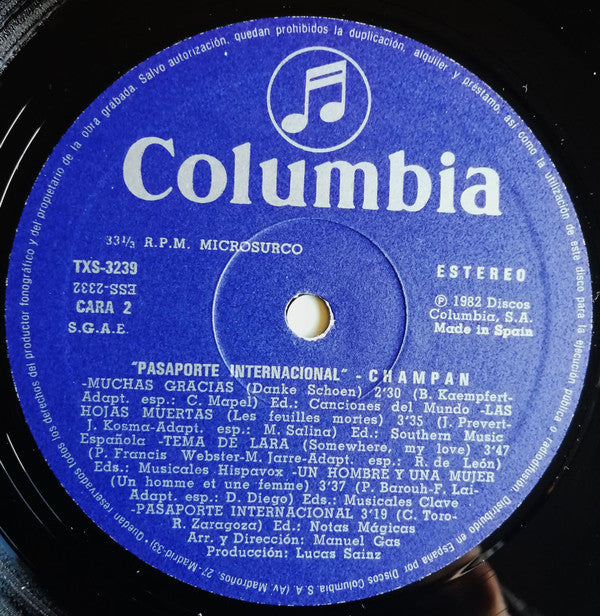 Salvo autorización, quedan prohibidos la duplicación, alquiler y préstamo, así como la utilización de este disco para la ejecución pública o radiodifusión. Distribuido en España por Discos Columbia, S.A. (Av. Madroños, 27-Madrid-33)· Quedan reservados todos los derechos del productor fonográfico y del propietario de la obra grabada.
Columbia
33 1/3 R.P.M. MICROSURCO
TXS-3239
ESS-2332
CARA 2
S.G.A.E.
ESTEREO
Ⓟ 1982 Discos
Columbia, S.A.
Made in Spain
"PASAPORTE INTERNACIONAL" - CHAMPAN
-MUCHAS GRACIAS (Danke Schoen) 2'30 (B. Kaempfert-
Adapt. esp.: C. Mapel) Ed.: Canciones del Mundo -LAS
HOJAS MUERTAS (Les feuilles mortes) 3'35 (J. Prevert-
J. Kosma-Adapt. esp.: M. Salina) Ed.: Southern Music
Española -TEMA DE LARA (Somewhere, my love) 3'47
(P. Francis Webster-M. Jarre-Adapt. esp.: R. de León)
Eds.: Musicales Hispavox -UN HOMBRE Y UNA MUJER
(Un homme et une femme) 3'37 (P. Barouh-F. Lai-
Adapt. esp.: D. Diego) Eds.: Musicales Clave
-PASAPORTE INTERNACIONAL 3'19 (C. Toro-
R. Zaragoza) Ed.: Notas Mágicas
Arr. y Dirección: Manuel Gas
Producción: Lucas Sainz